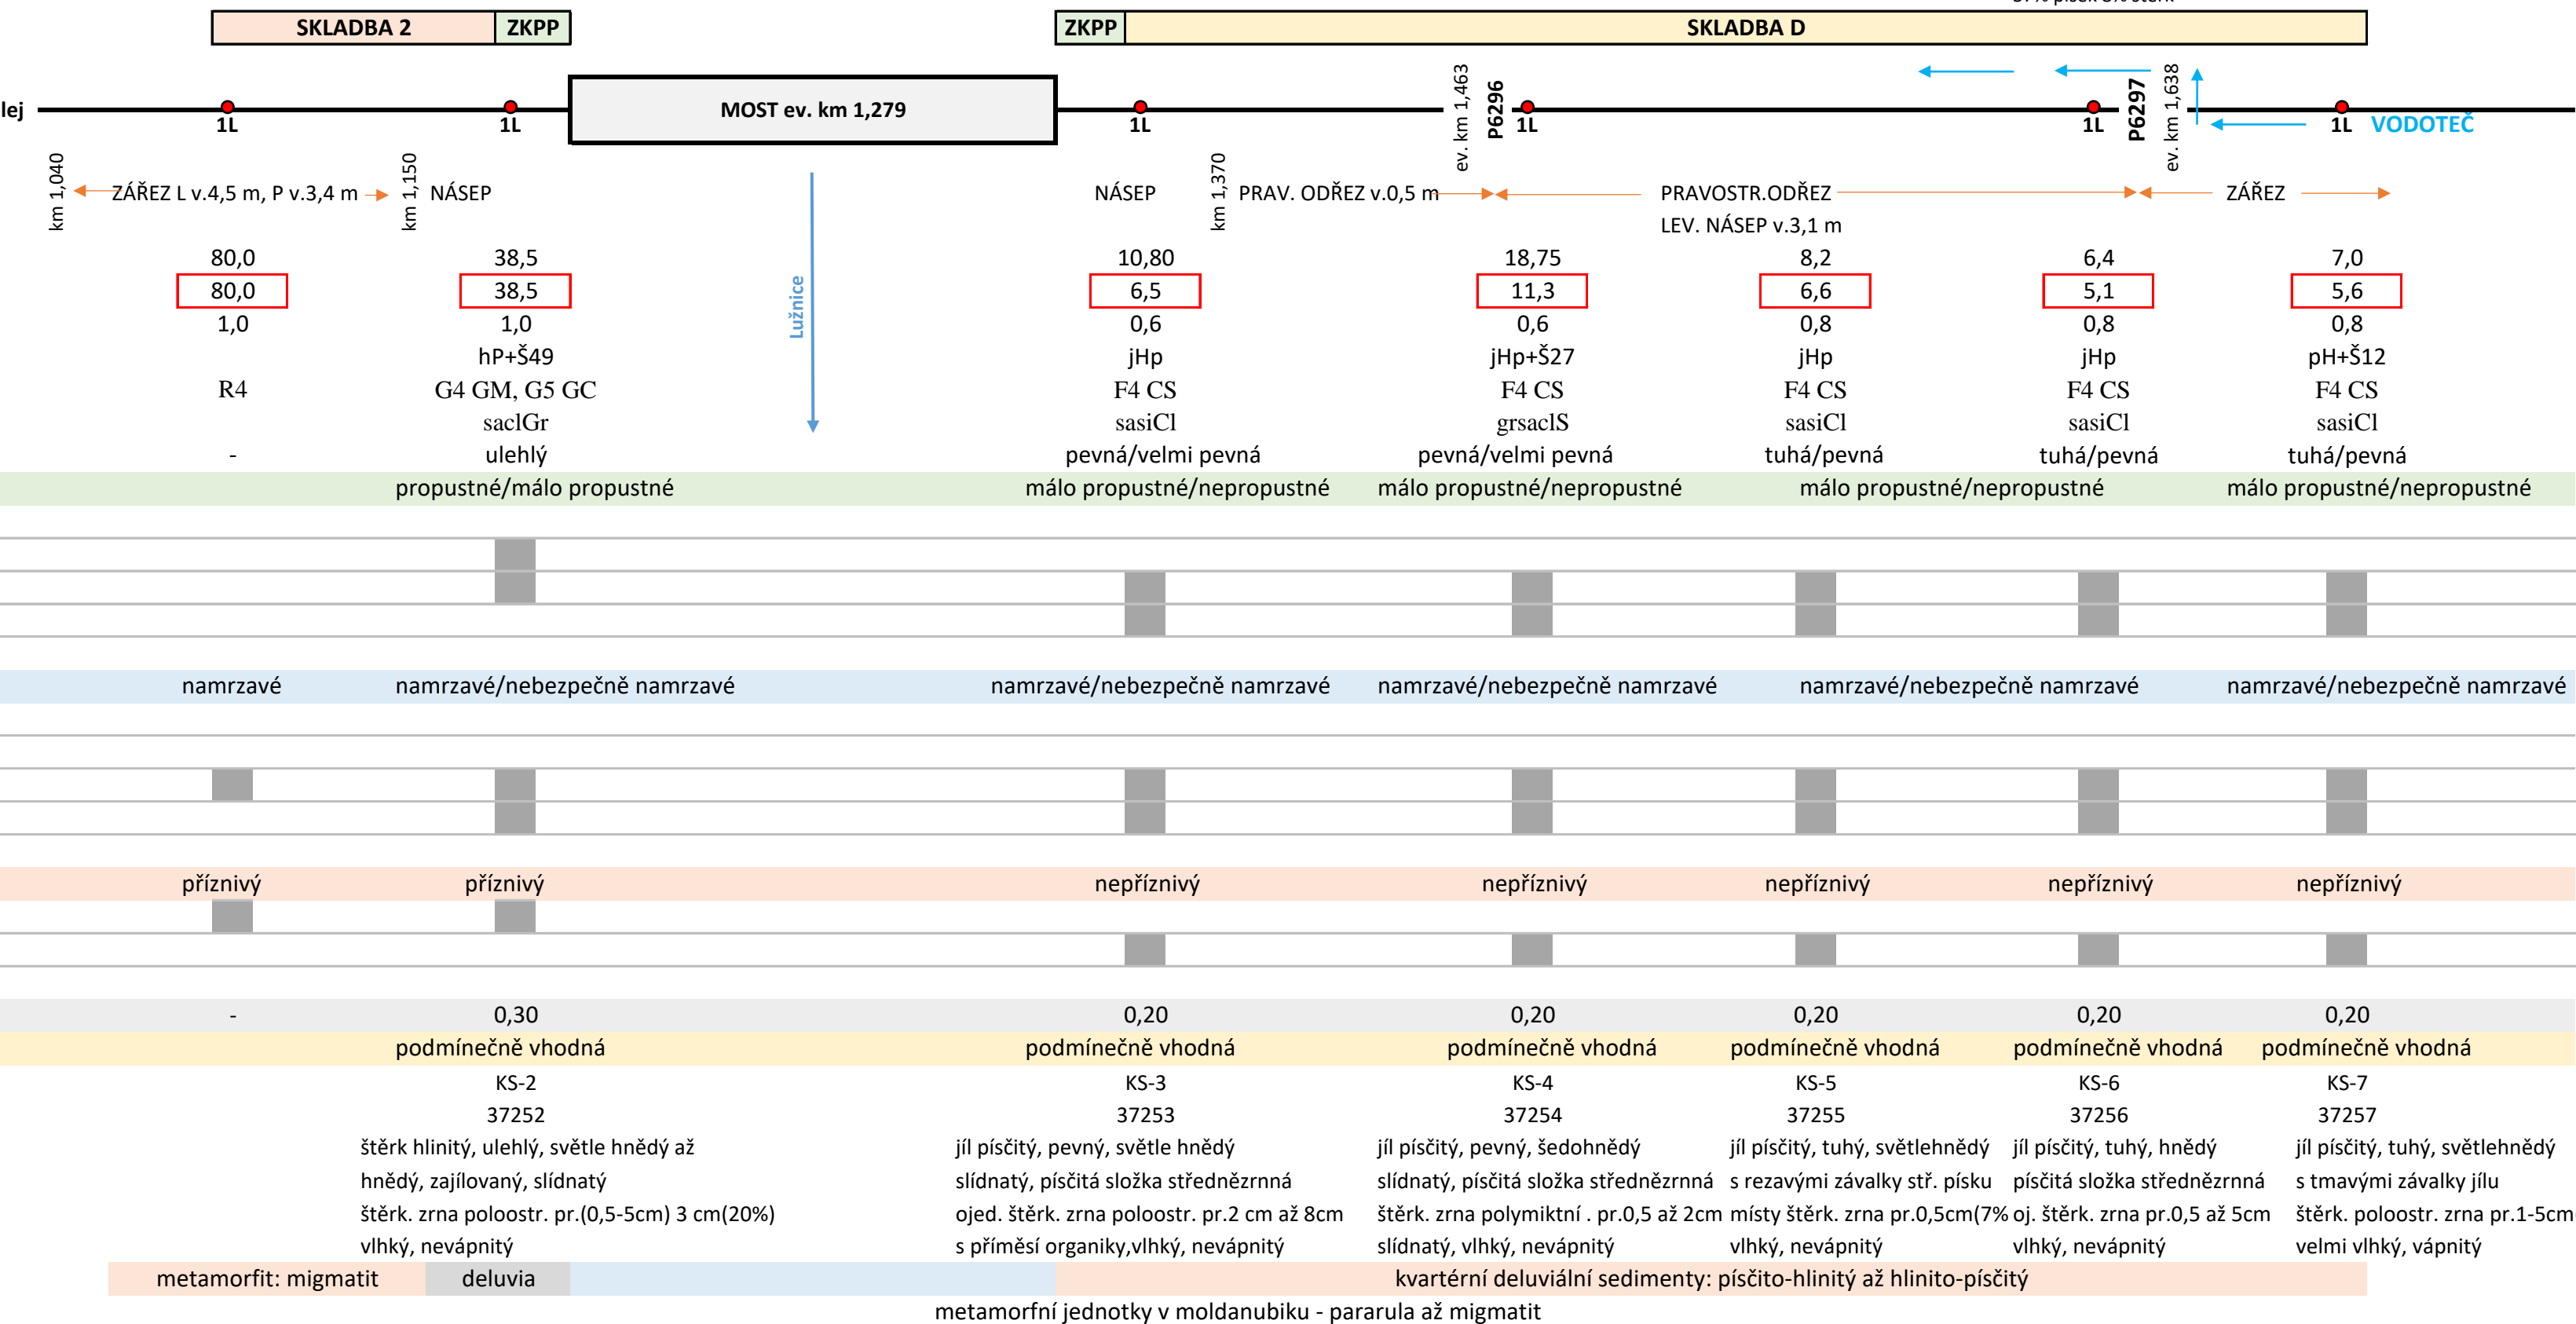 SKLADBA 2 ZKPP ZKPP SKLADBA D
lej 1L 1L MOST ev. km 1,279 1L ev. km 1,463 P6296 1L 1L P6297 ev. km 1,638 1L VODOTEČ
km 1,040 ZÁŘEZ L v.4,5 m, P v.3,4 m km 1,150 NÁSEP NÁSEP km 1,370 PRAV. ODŘEZ v.0,5 m PRAVOSTR.ODŘEZ ZÁŘEZ
LEV. NÁSEP v.3,1 m
Lužnice
80,0 38,5 10,80 18,75 8,2 6,4 7,0
80,0 38,5 6,5 11,3 6,6 5,1 5,6
1,0 1,0 0,6 0,6 0,8 0,8 0,8
hP+Š49 jHp jHp+Š27 jHp jHp pH+Š12
R4 G4 GM, G5 GC F4 CS F4 CS F4 CS F4 CS F4 CS
saclGr sasiCl grsaclS sasiCl sasiCl sasiCl
- ulehlý pevná/velmi pevná pevná/velmi pevná tuhá/pevná tuhá/pevná tuhá/pevná
propustné/málo propustné málo propustné/nepropustné málo propustné/nepropustné málo propustné/nepropustné málo propustné/nepropustné
namrzavé namrzavé/nebezpečně namrzavé namrzavé/nebezpečně namrzavé namrzavé/nebezpečně namrzavé namrzavé/nebezpečně namrzavé namrzavé/nebezpečně namrzavé
příznivý příznivý nepříznivý nepříznivý nepříznivý nepříznivý nepříznivý
- 0,30 0,20 0,20 0,20 0,20 0,20
podmínečně vhodná podmínečně vhodná podmínečně vhodná podmínečně vhodná podmínečně vhodná podmínečně vhodná
KS-2 KS-3 KS-4 KS-5 KS-6 KS-7
37252 37253 37254 37255 37256 37257
štěrk hlinitý, ulehlý, světle hnědý až jíl písčitý, pevný, světle hnědý jíl písčitý, pevný, šedohnědý jíl písčitý, tuhý, světlehnědý jíl písčitý, tuhý, hnědý jíl písčitý, tuhý, světlehnědý
hnědý, zajílovaný, slídnatý slídnatý, písčitá složka střednězrnná slídnatý, písčitá složka střednězrnná s rezavými závalky stř. písku písčitá složka střednězrnná s tmavými závalky jílu
štěrk. zrna poloostr. pr.(0,5-5cm) 3 cm(20%) ojed. štěrk. zrna poloostr. pr.2 cm až 8cm štěrk. zrna polymiktní . pr.0,5 až 2cm místy štěrk. zrna pr.0,5cm(7% oj. štěrk. zrna pr.0,5 až 5cm štěrk. poloostr. zrna pr.1-5cm
vlhký, nevápnitý s příměsí organiky,vlhký, nevápnitý slídnatý, vlhký, nevápnitý vlhký, nevápnitý vlhký, nevápnitý velmi vlhký, vápnitý
metamorfit: migmatit deluvia kvartérní deluviální sedimenty: písčito-hlinitý až hlinito-písčitý
metamorfní jednotky v moldanubiku - pararula až migmatit